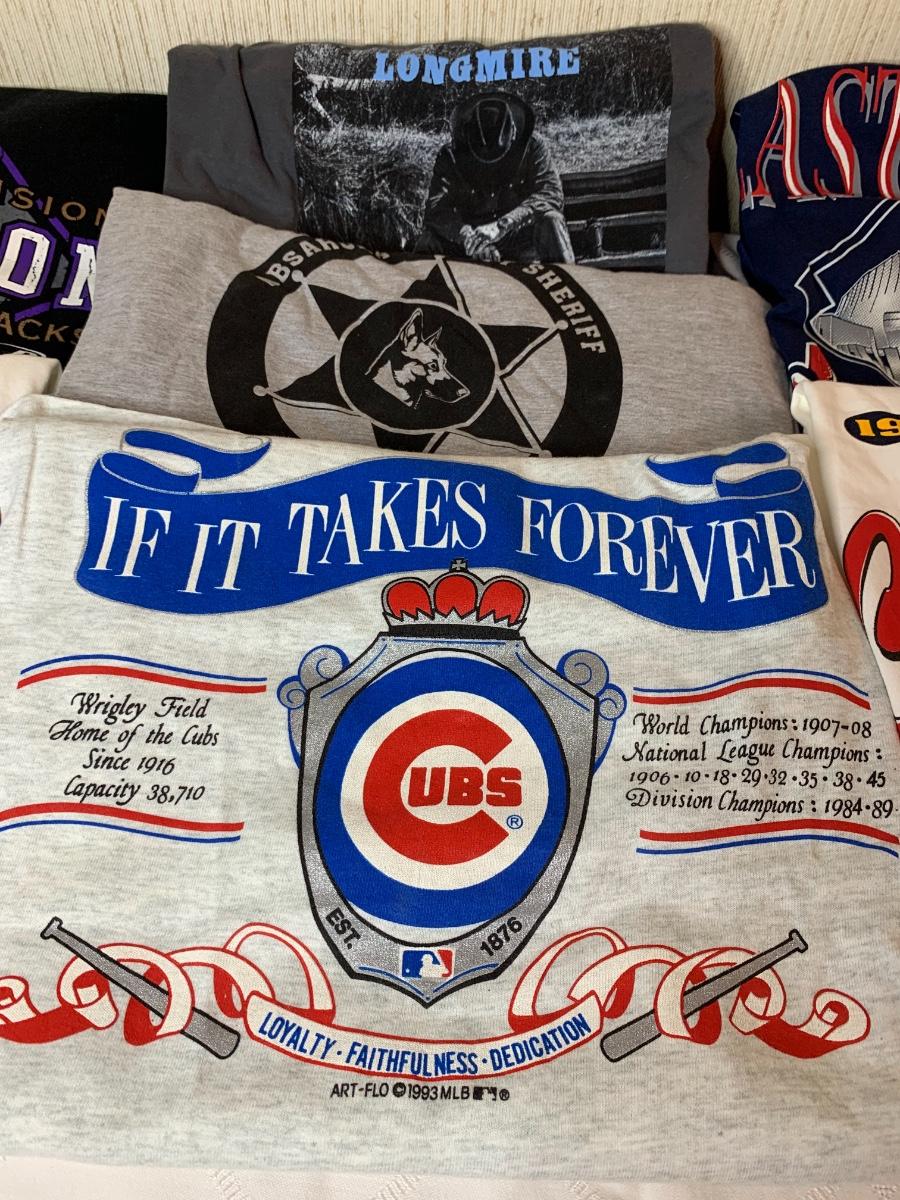 LONGMIRE
SHERIFF
ACKS
19
IF IT TAKES FOREVER
Wrigley Field
Home of the Cubs
Since 1916
Capacity 38,710
World Champions: 1907-08
National League Champions:
1906·10·18·29·32·35·38·45
Division Champions: 1984·89
CUBS
®
EST. 1876
LOYALTY·FAITHFULNESS·DEDICATION
ART-FLO ©1993 MLB ®